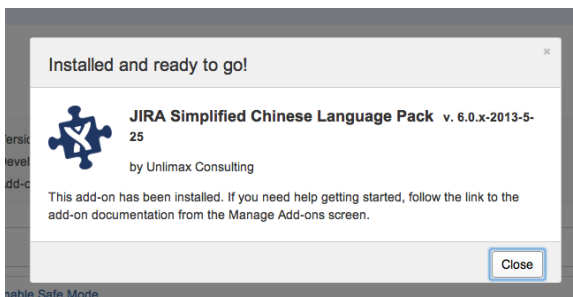 Installed and ready to go!
×
JIRA Simplified Chinese Language Pack v. 6.0.x-2013-5-
25
by Unlimax Consulting
This add-on has been installed. If you need help getting started, follow the link to the
add-on documentation from the Manage Add-ons screen.
Close
Safe Mode